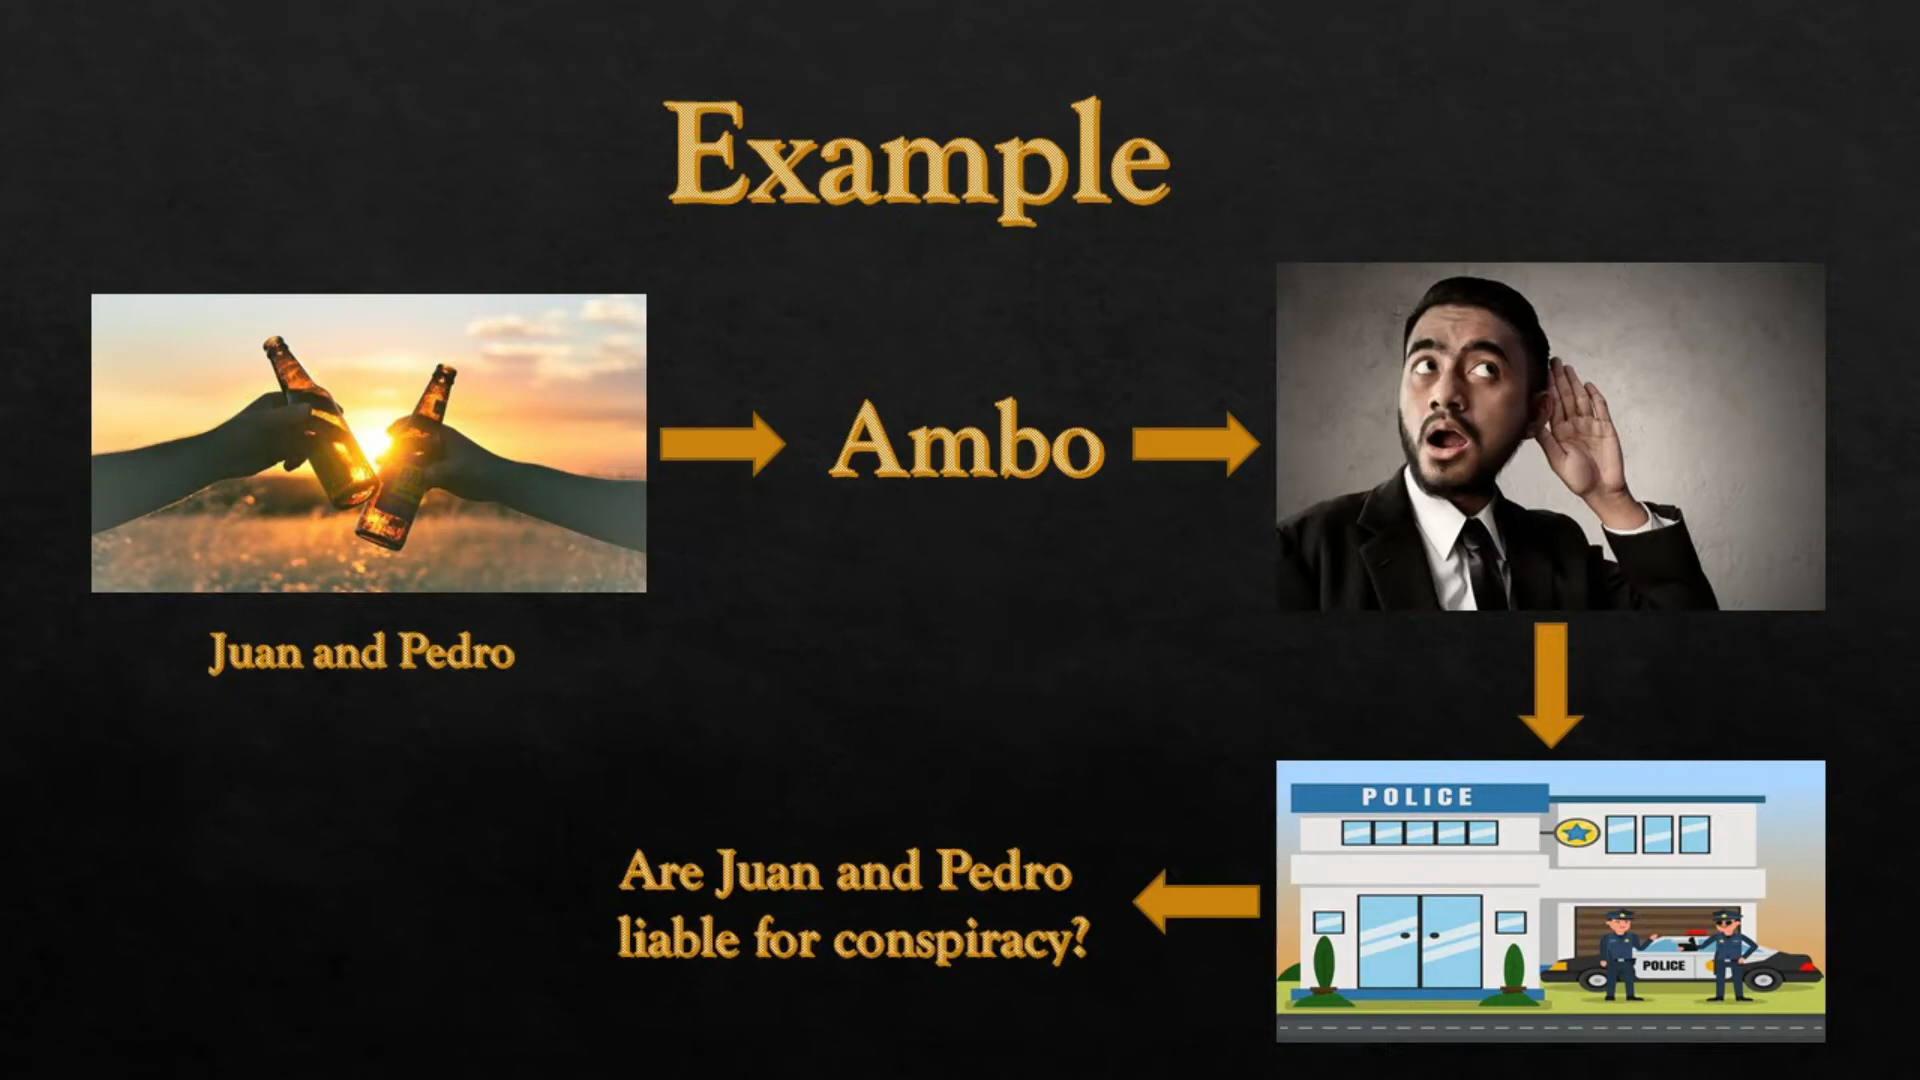 Example
Ambo
Juan and Pedro
POLICE
POLICE
Are Juan and Pedro
liable for conspiracy?